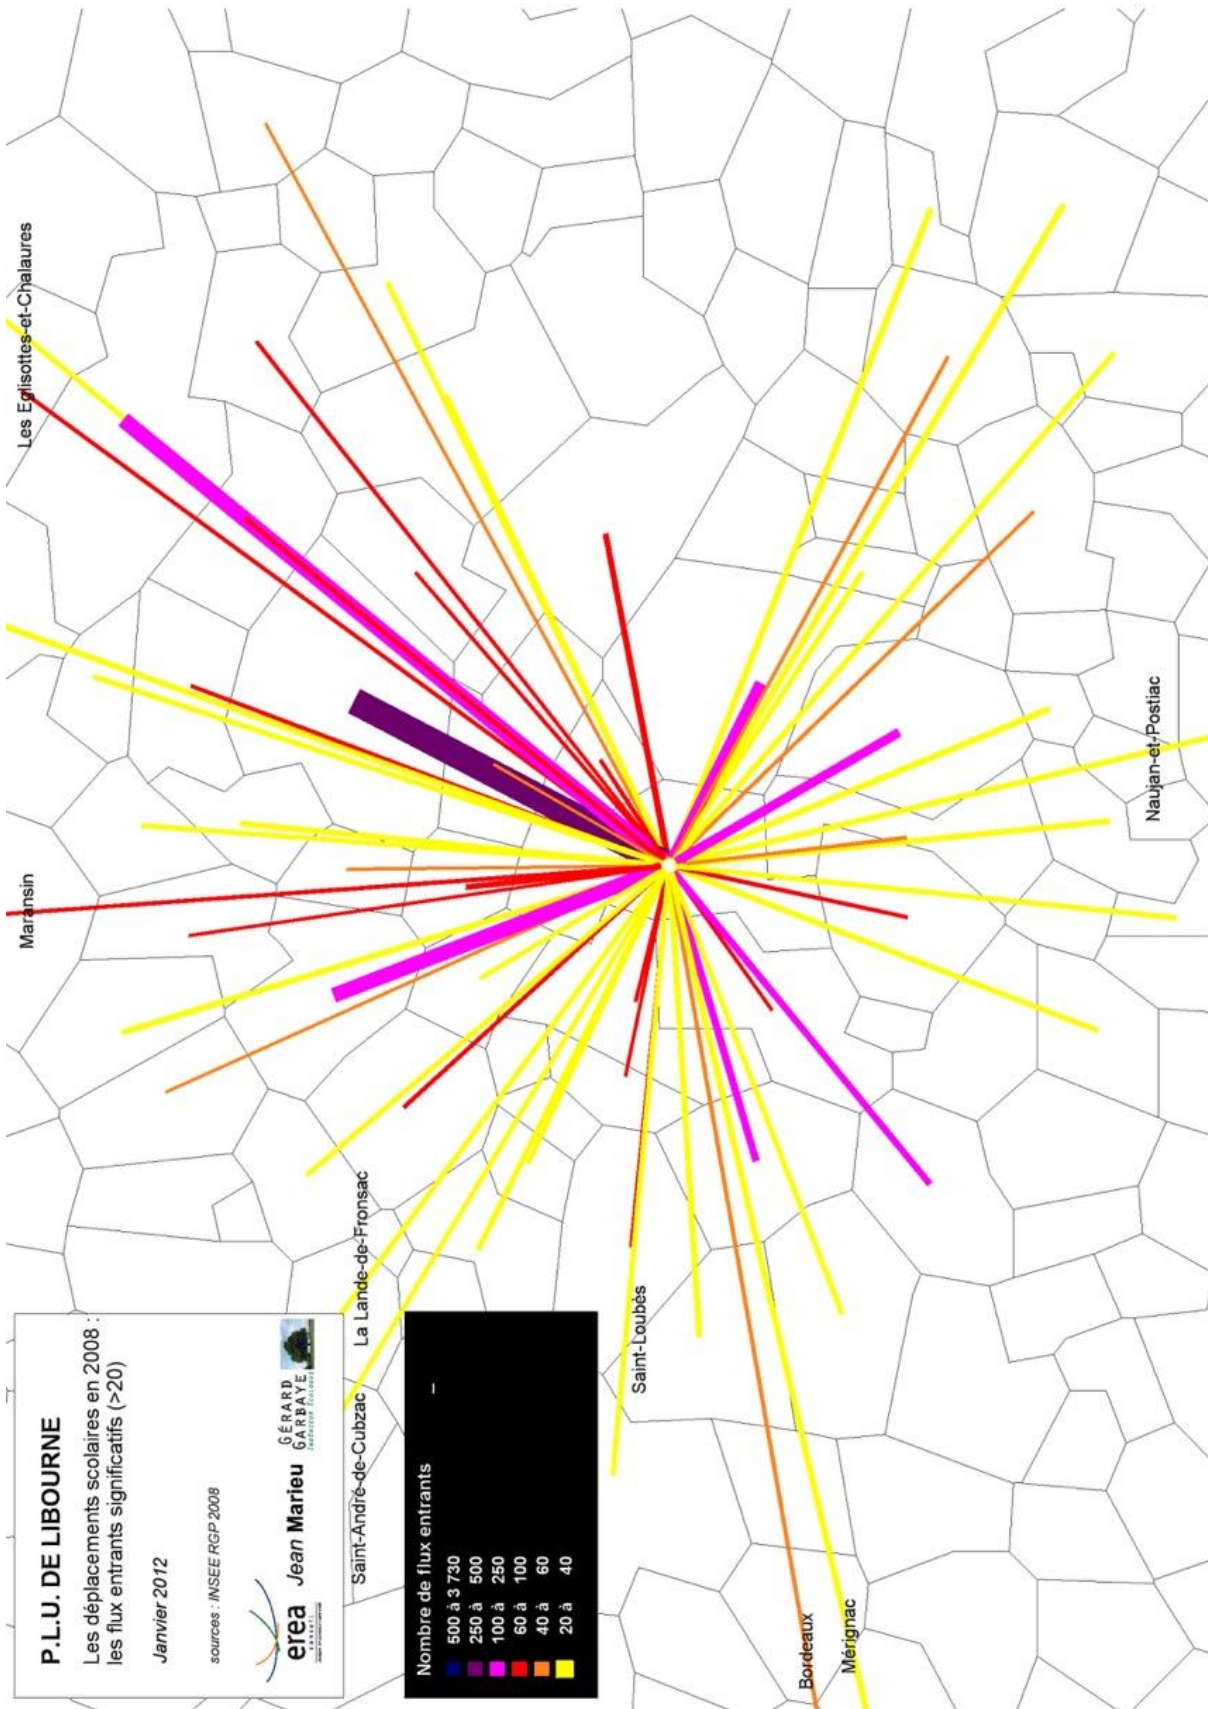 P.L.U. DE LIBOURNE
Les déplacements scolaires en 2008 :
les flux entrants significatifs (>20)
Janvier 2012
sources : INSEE RGP 2008
erea
conseil
Jean Marieu
GÉRARD
GARBAYE
Nombre de flux entrants
500 à 3 730
250 à 500
100 à 250
60 à 100
40 à 60
20 à 40
Saint-André-de-Cubzac
La Lande-de-Fronsac
Maransin
Les Eglisottes-et-Chalaures
Saint-Loubès
Bordeaux
Mérignac
Naujan-et-Postiac